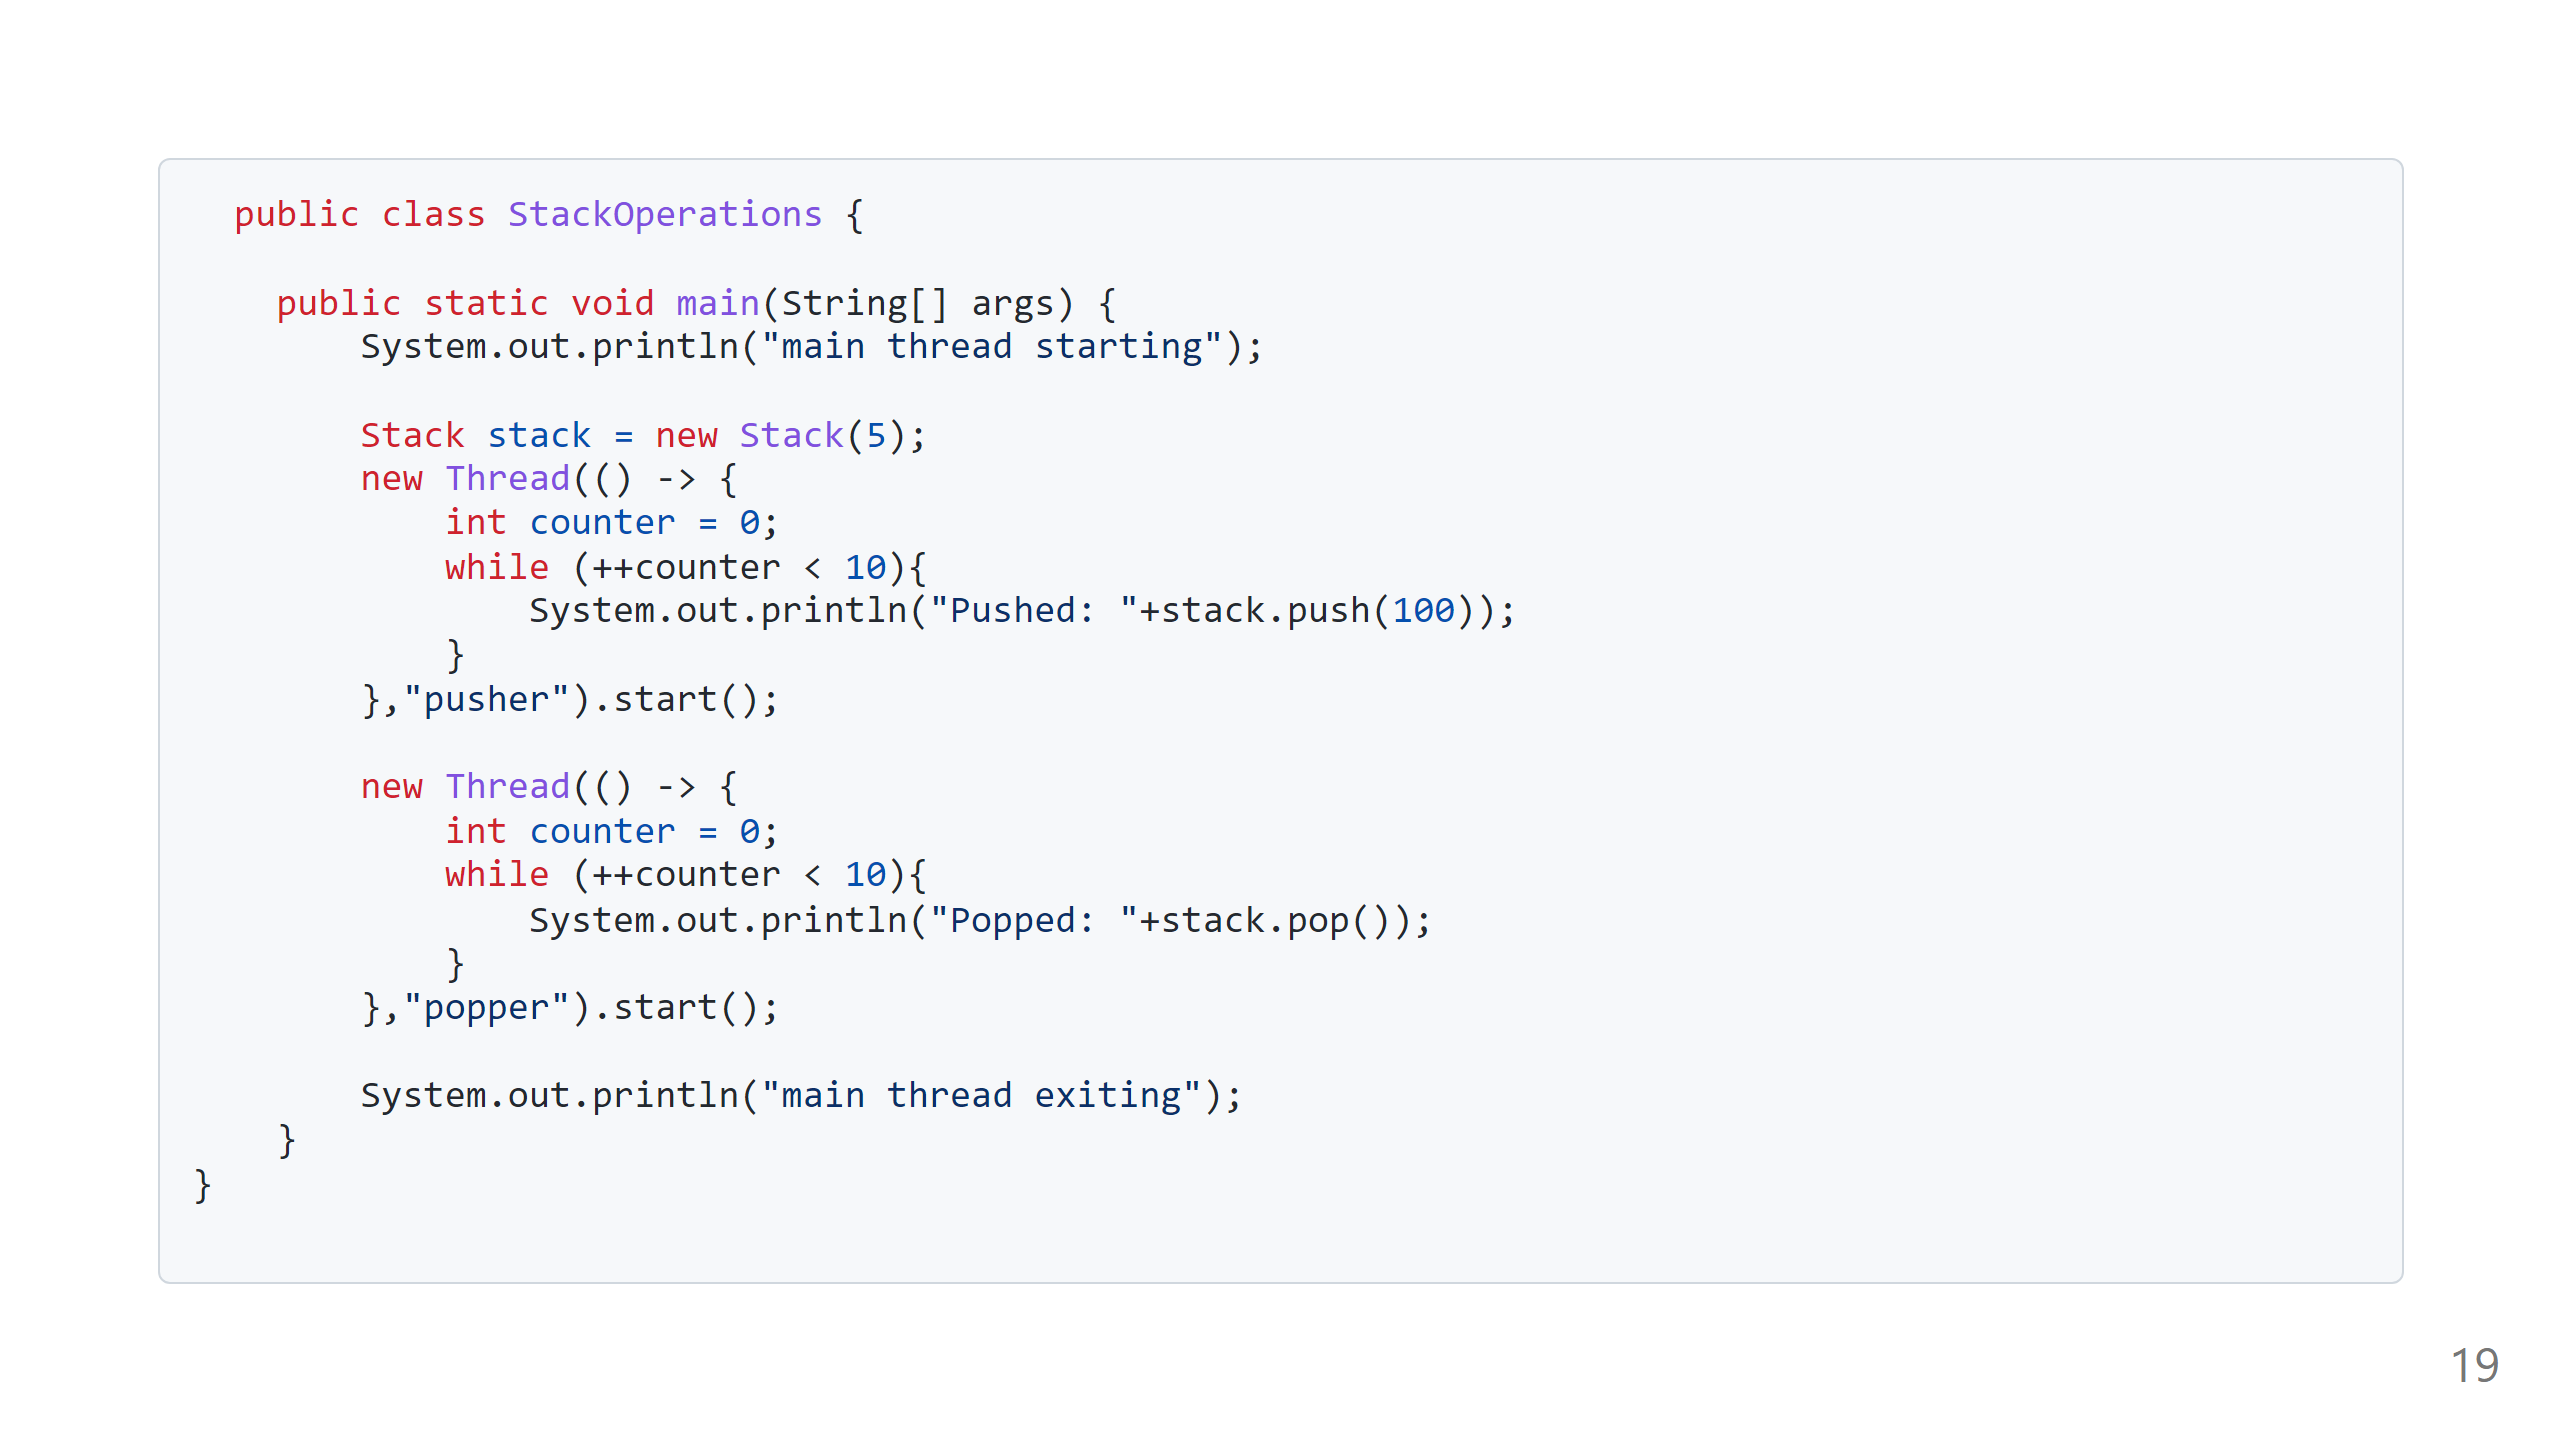 public class StackOperations {
public static void main(String[] args) {
System.out.println("main thread starting");
Stack stack = new Stack(5);
new Thread(() -> {
int counter = 0;
while (++counter < 10){
System.out.println("Pushed: "+stack.push(100));
}
},"pusher").start();
new Thread(() -> {
int counter = 0;
while (++counter < 10){
System.out.println("Popped: "+stack.pop());
}
},"popper").start();
System.out.println("main thread exiting");
}
}
19